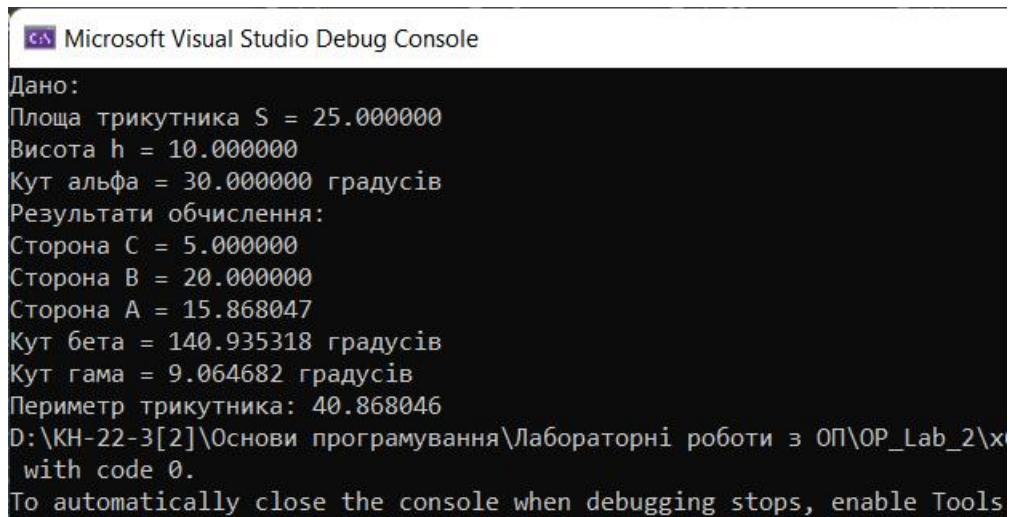 Microsoft Visual Studio Debug Console
Дано:
Площа трикутника S = 25.000000
Висота h = 10.000000
Кут альфа = 30.000000 градусів
Результати обчислення:
Сторона C = 5.000000
Сторона B = 20.000000
Сторона A = 15.868047
Кут бета = 140.935318 градусів
Кут гама = 9.064682 градусів
Периметр трикутника: 40.868046
D:\КН-22-3[2]\Основи програмування\Лабораторні роботи з ОП\OP_Lab_2\x
with code 0.
To automatically close the console when debugging stops, enable Tools